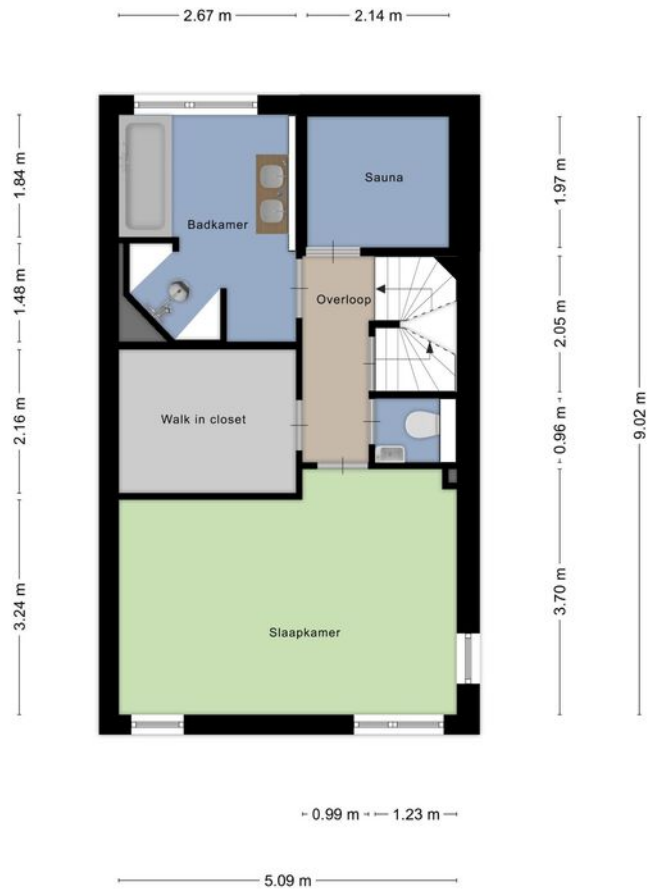 2.67 m
2.14 m
1.84 m
1.97 m
Sauna
Badkamer
1.48 m
Overloop
2.05 m
2.16 m
Walk in closet
0.96 m
9.02 m
3.24 m
3.70 m
Slaapkamer
0.99 m
1.23 m
5.09 m